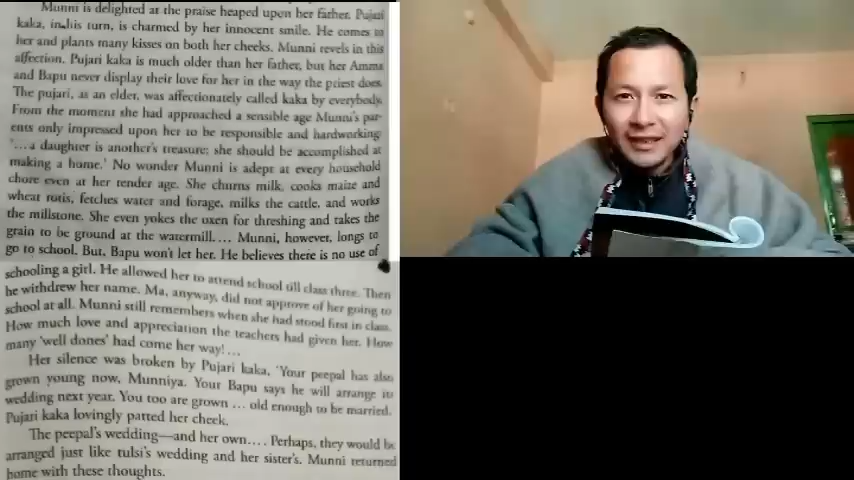 Munni is delighted at the praise heaped upon her father. Pujari
kaka, in his turn, is charmed by her innocent smile. He comes to
her and plants many kisses on both her cheeks. Munni revels in this
affection. Pujari kaka is much older than her father, but her Amma
and Bapu never display their love for her in the way the priest does.
The pujari, as an elder, was affectionately called kaka by everybody.
From the moment she had approached a sensible age Munni's par-
ents only impressed upon her to be responsible and hardworking:
'…a daughter is another's treasure; she should be accomplished at
making a home.' No wonder Munni is adept at every household
chore even at her tender age. She churns milk, cooks maize and
wheat rotis, fetches water and forage, milks the cattle, and works
the millstone. She even yokes the oxen for threshing and takes the
grain to be ground at the watermill.… Munni, however, longs to
go to school. But, Bapu won't let her. He believes there is no use of
schooling a girl. He allowed her to attend school till class three. Then
he withdrew her name. Ma, anyway, did not approve of her going to
school at all. Munni still remembers when she had stood first in class.
How much love and appreciation the teachers had given her. How
many 'well dones' had come her way!…
Her silence was broken by Pujari kaka, 'Your peepal has also
grown young now, Munniya. Your Bapu says he will arrange its
wedding next year. You too are grown … old enough to be married.
Pujari kaka lovingly patted her cheek.
The peepal's wedding—and her own.… Perhaps, they would be
arranged just like tulsi's wedding and her sister's. Munni returned
home with these thoughts.